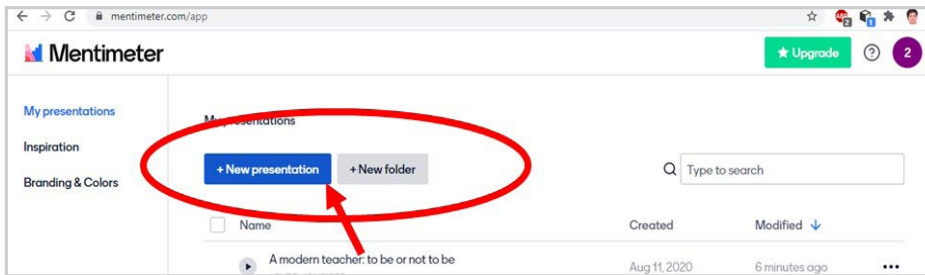 mentimeter.com/app
Mentimeter
Upgrade
2
My presentations
Inspiration
Branding & Colors
My presentations
+ New presentation
+ New folder
Type to search
Name
Created
Modified
A modern teacher: to be or not to be
Aug 11, 2020
6 minutes ago